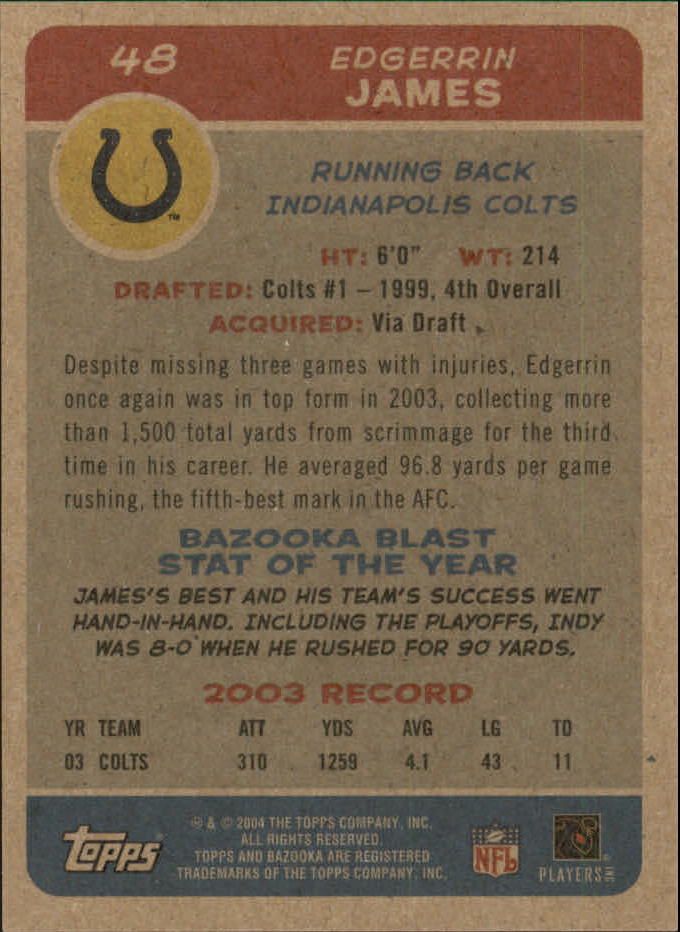 48
EDGERRIN
JAMES
TM
RUNNING BACK
INDIANAPOLIS COLTS
HT: 6'0" WT: 214
DRAFTED: Colts #1 – 1999, 4th Overall
ACQUIRED: Via Draft
Despite missing three games with injuries, Edgerrin
once again was in top form in 2003, collecting more
than 1,500 total yards from scrimmage for the third
time in his career. He averaged 96.8 yards per game
rushing, the fifth-best mark in the AFC.
BAZOOKA BLAST
STAT OF THE YEAR
JAMES'S BEST AND HIS TEAM'S SUCCESS WENT
HAND-IN-HAND. INCLUDING THE PLAYOFFS, INDY
WAS 8-0 WHEN HE RUSHED FOR 90 YARDS.
2003 RECORD
YR TEAM ATT YDS AVG LG TD
03 COLTS 310 1259 4.1 43 11
topps
® & © 2004 THE TOPPS COMPANY, INC.
ALL RIGHTS RESERVED.
TOPPS AND BAZOOKA ARE REGISTERED
TRADEMARKS OF THE TOPPS COMPANY, INC.
NFL
PLAYERS INC